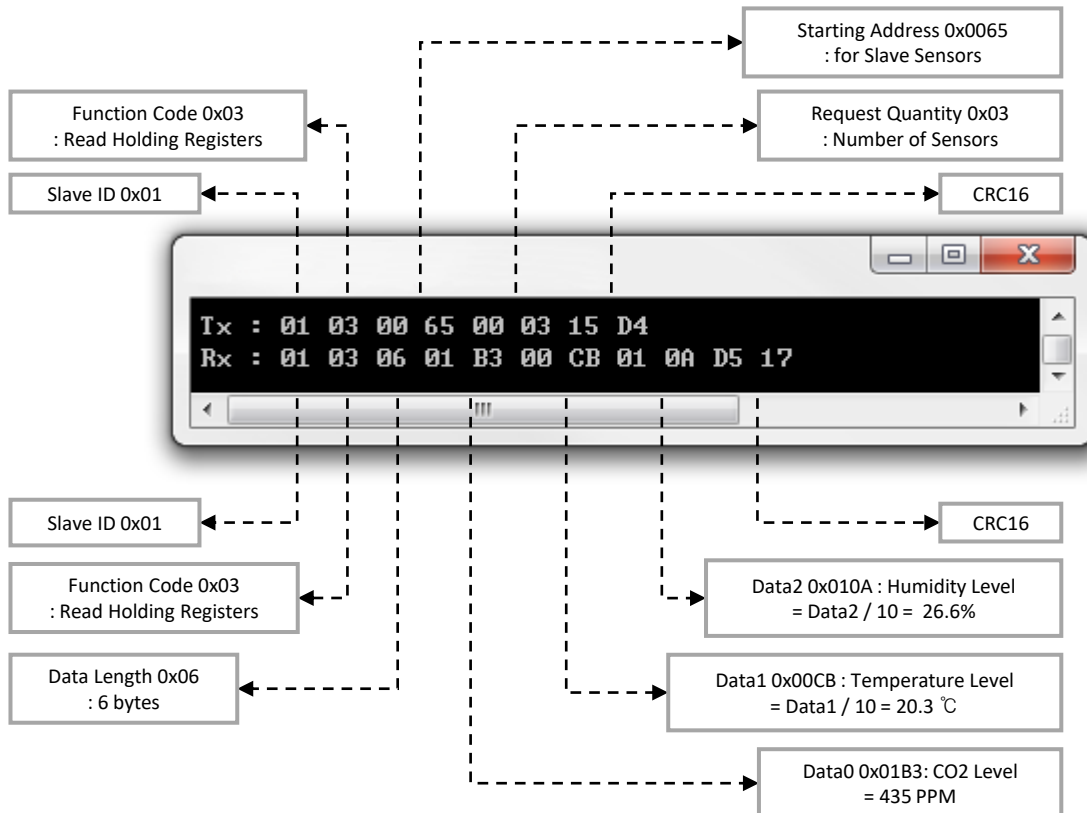 Starting Address 0x0065
: for Slave Sensors
Function Code 0x03
: Read Holding Registers
Request Quantity 0x03
: Number of Sensors
Slave ID 0x01
CRC16
Tx : 01 03 00 65 00 03 15 D4
Rx : 01 03 06 01 B3 00 CB 01 0A D5 17
Slave ID 0x01
CRC16
Function Code 0x03
: Read Holding Registers
Data2 0x010A : Humidity Level
= Data2 / 10 = 26.6%
Data Length 0x06
: 6 bytes
Data1 0x00CB : Temperature Level
= Data1 / 10 = 20.3 ℃
Data0 0x01B3: CO2 Level
= 435 PPM